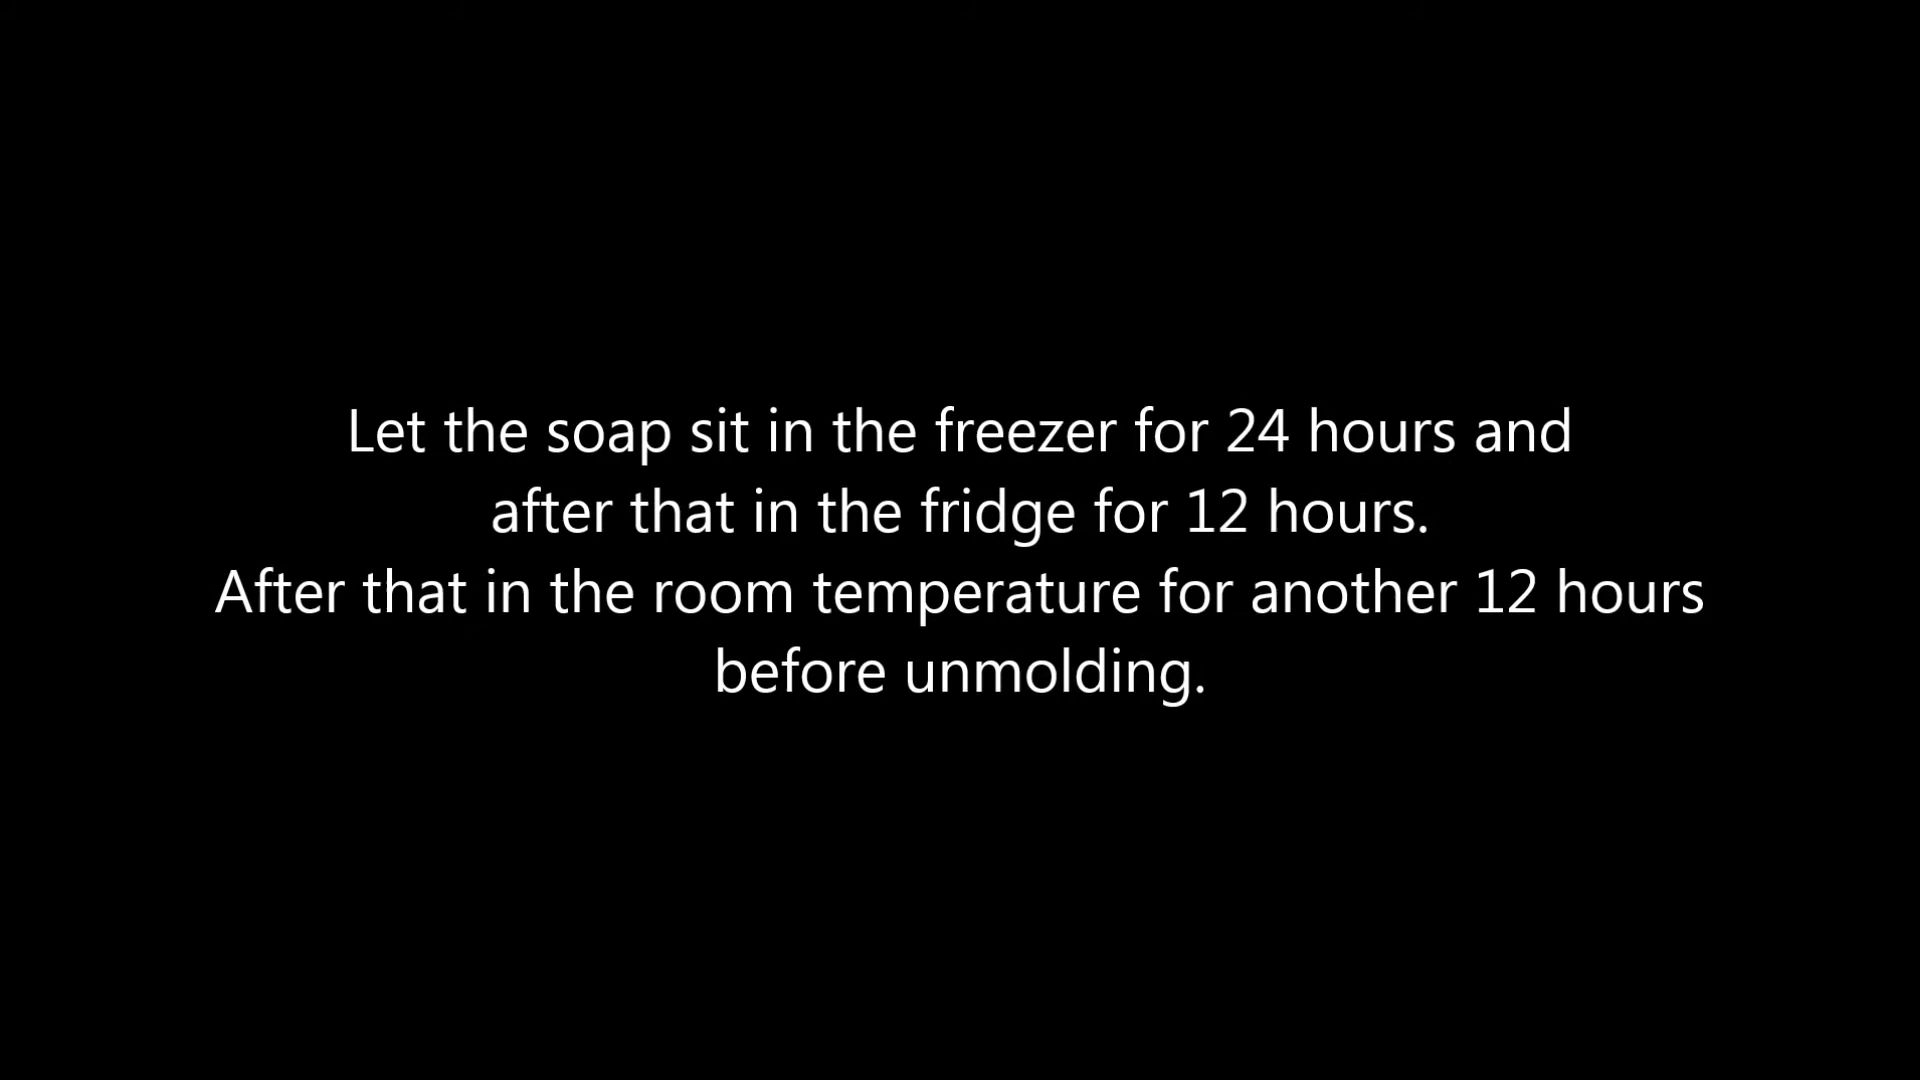 Let the soap sit in the freezer for 24 hours and
after that in the fridge for 12 hours.
After that in the room temperature for another 12 hours
before unmolding.